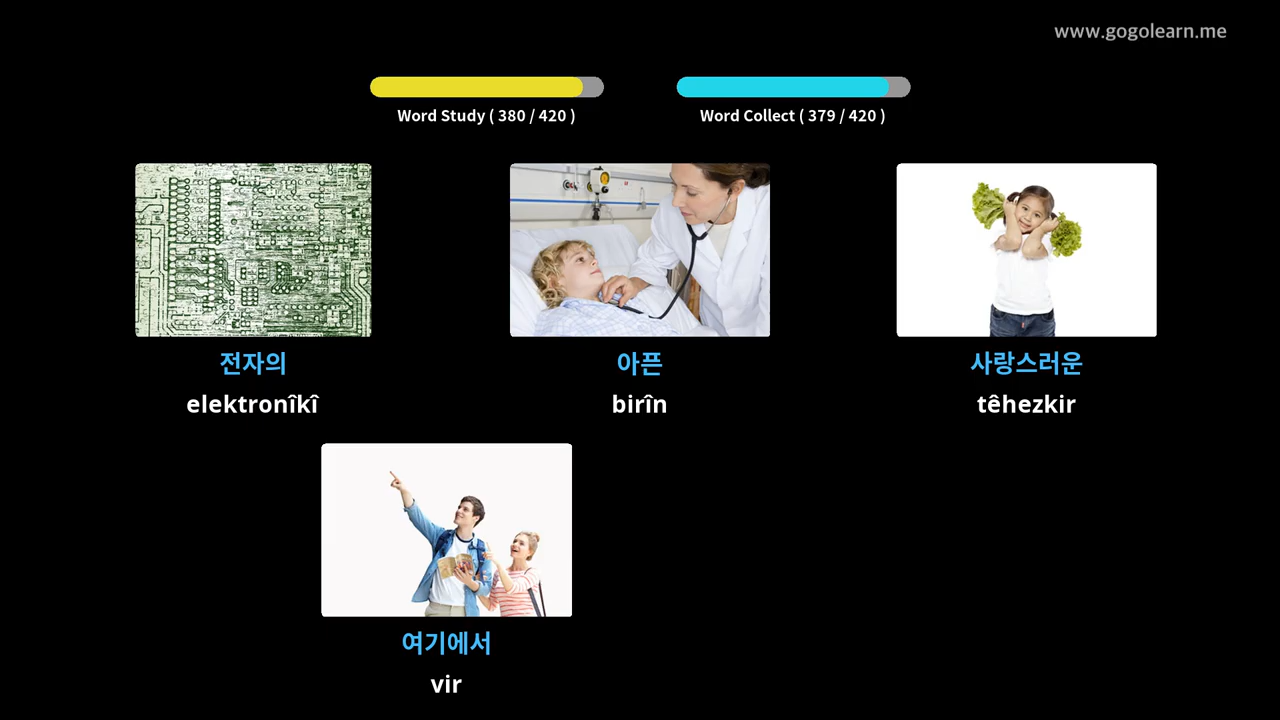 www.gogolearn.me
Word Study ( 380 / 420 )
Word Collect ( 379 / 420 )
전자의
elektronîkî
아픈
birîn
사랑스러운
têhezkir
여기에서
vir